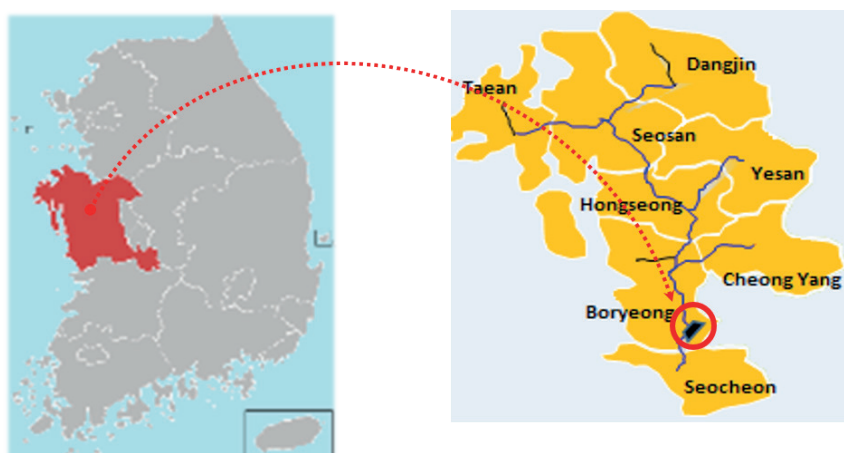 Dangjin
Taean
Seosan
Yesan
Hongseong
Cheong Yang
Boryeong
Seocheon